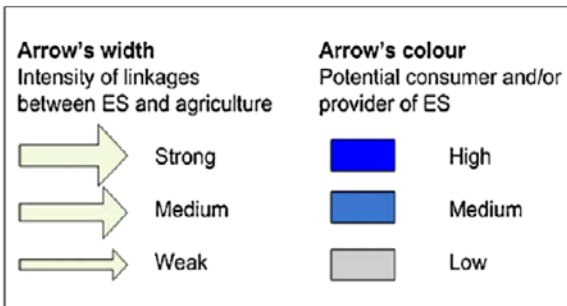 Arrow's width
Intensity of linkages
between ES and agriculture
Strong
Medium
Weak
Arrow's colour
Potential consumer and/or
provider of ES
High
Medium
Low